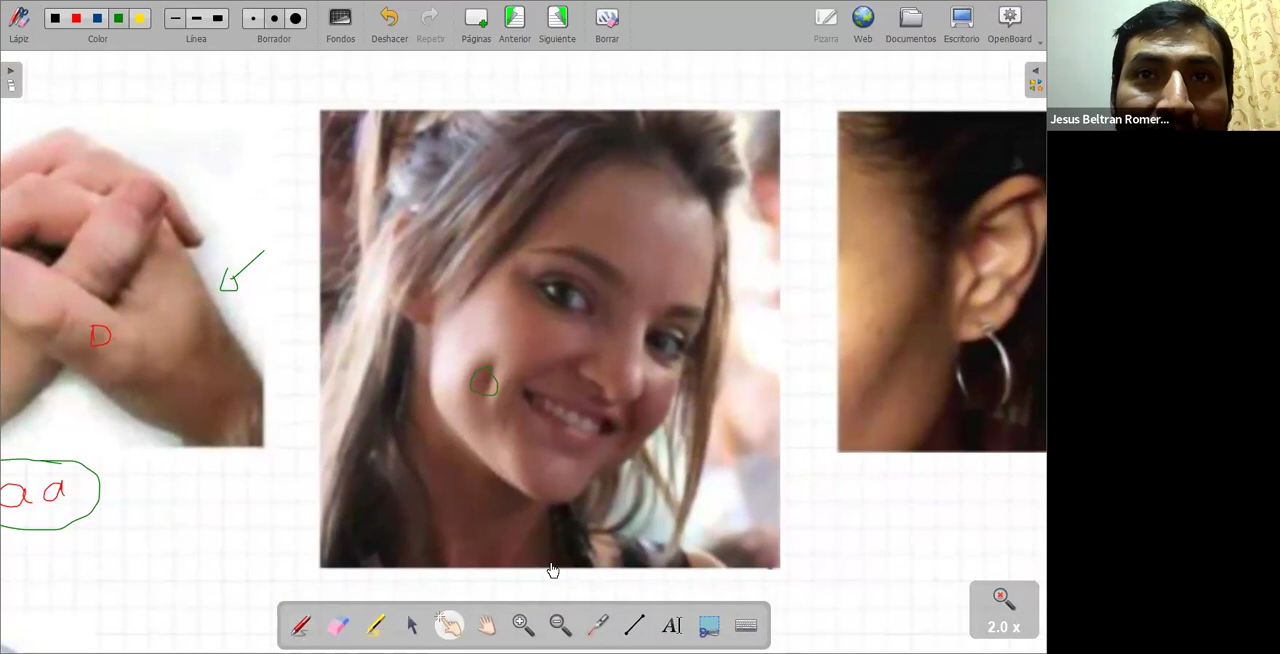 Lápiz Color Línea Borrador Fondos Deshacer Repetir Páginas Anterior Siguiente Borrar Pizarra Web Documentos Escritorio OpenBoard
Jesus Beltran Romer...
D
a a
AI
2.0 x